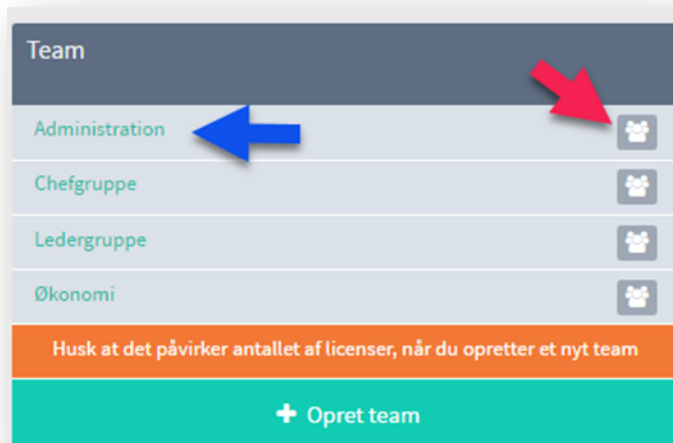 Team
Administration
Chefgruppe
Ledergruppe
Økonomi
Husk at det påvirker antallet af licenser, når du opretter et nyt team
Opret team